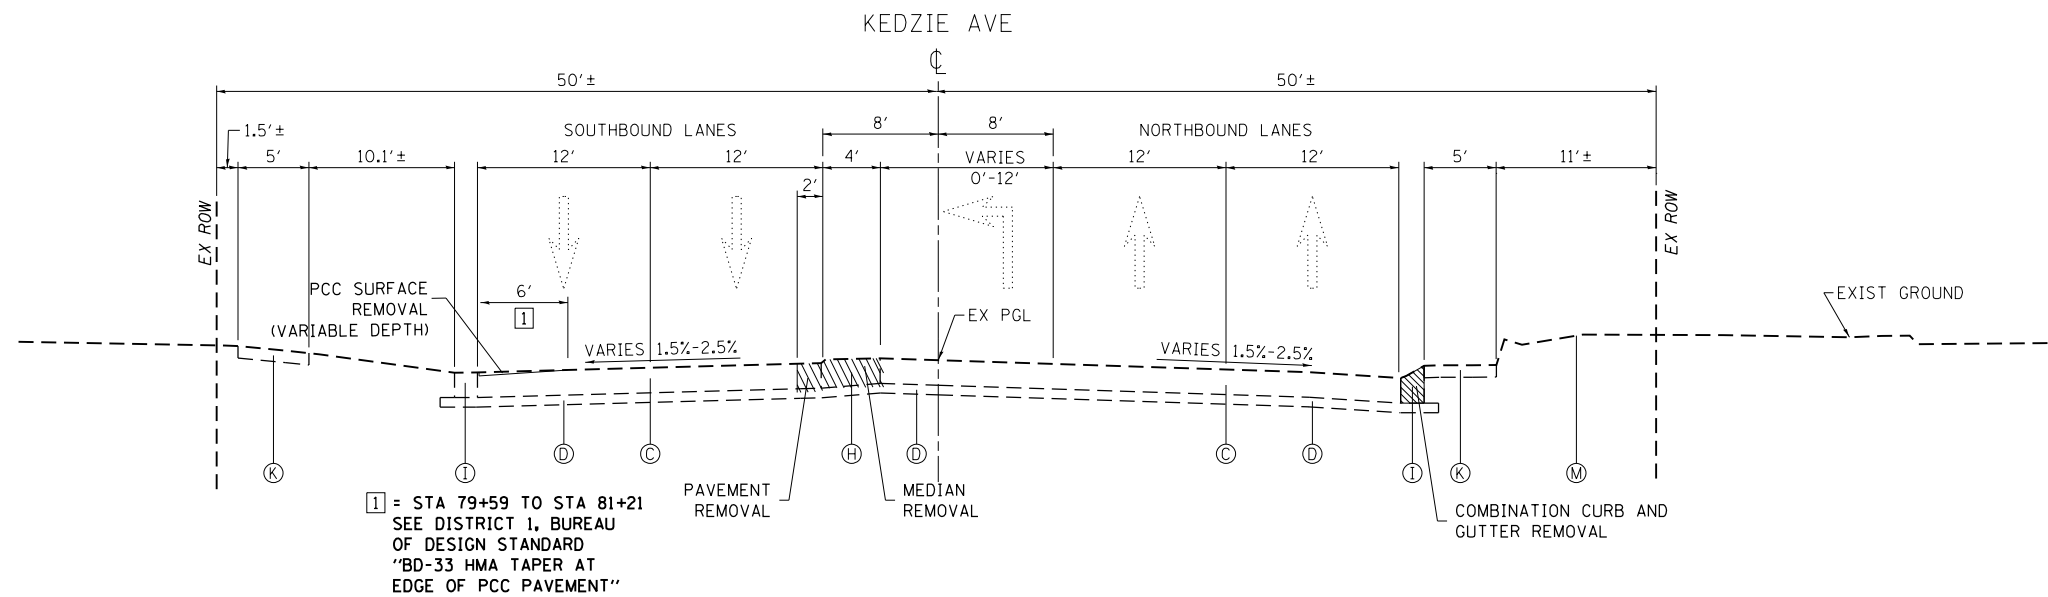 KEDZIE AVE
℄
50'± 50'±
1.5'± SOUTHBOUND LANES 8' 8' NORTHBOUND LANES
5' 10.1'± 12' 12' 4' VARIES 12' 12' 5' 11'±
0'-12'
2'
EX ROW
EX ROW
PCC SURFACE
REMOVAL
(VARIABLE DEPTH)
6'
1
EX PGL
EXIST GROUND
VARIES 1.5%-2.5%
VARIES 1.5%-2.5%
K I D C H D C D I K M
PAVEMENT
REMOVAL
MEDIAN
REMOVAL
COMBINATION CURB AND
GUTTER REMOVAL
1 = STA 79+59 TO STA 81+21
SEE DISTRICT 1, BUREAU
OF DESIGN STANDARD
"BD-33 HMA TAPER AT
EDGE OF PCC PAVEMENT"